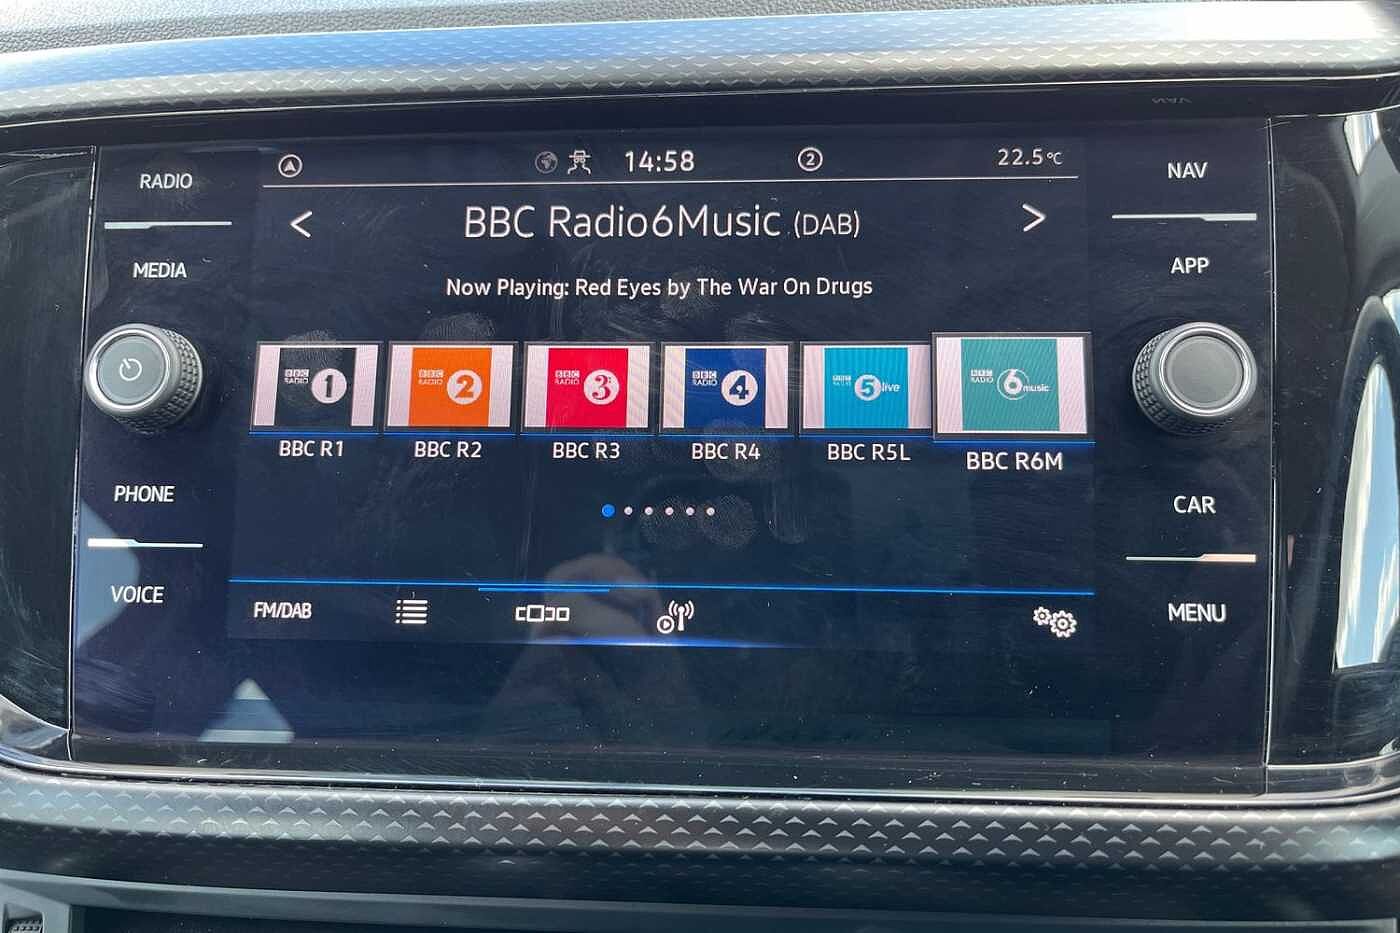 NAV
RADIO
MEDIA
PHONE
VOICE
14:58
2
22.5°C
BBC Radio6Music (DAB)
Now Playing: Red Eyes by The War On Drugs
BBC RADIO 1
BBC RADIO 2
BBC RADIO 3
BBC RADIO 4
BBC RADIO 5 live
BBC RADIO 6 music
BBC R1
BBC R2
BBC R3
BBC R4
BBC R5L
BBC R6M
FM/DAB
NAV
APP
CAR
MENU